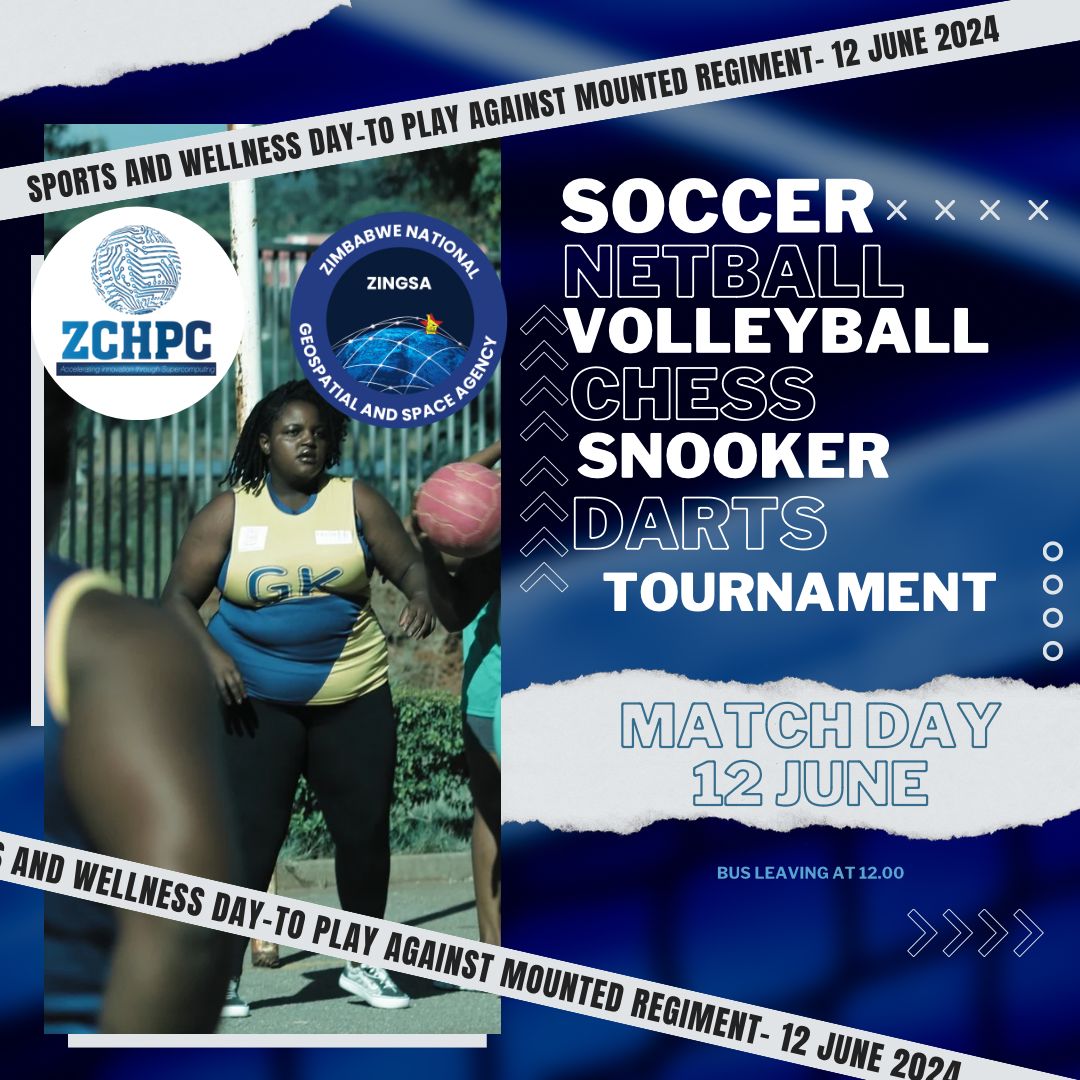 SPORTS AND WELLNESS DAY-TO PLAY AGAINST MOUNTED REGIMENT- 12 JUNE 2024
ZCHPC
Accelerating innovation through Supercomputing
ZIMBABWE NATIONAL
ZINGSA
GEOSPATIAL AND SPACE AGENCY
SOCCER
NETBALL
VOLLEYBALL
CHESS
SNOOKER
DARTS
TOURNAMENT
GK
MATCH DAY
12 JUNE
BUS LEAVING AT 12.00
S AND WELLNESS DAY-TO PLAY AGAINST MOUNTED REGIMENT- 12 JUNE 2024